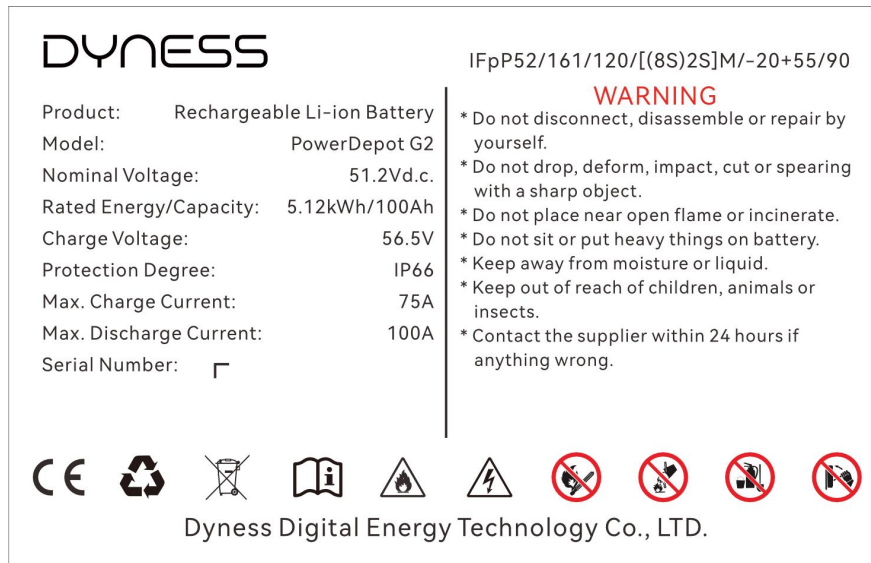 DYNESS
IFpP52/161/120/[(8S)2S]M/-20+55/90
Product: Rechargeable Li-ion Battery
Model: PowerDepot G2
Nominal Voltage: 51.2Vd.c.
Rated Energy/Capacity: 5.12kWh/100Ah
Charge Voltage: 56.5V
Protection Degree: IP66
Max. Charge Current: 75A
Max. Discharge Current: 100A
Serial Number:
WARNING
* Do not disconnect, disassemble or repair by
yourself.
* Do not drop, deform, impact, cut or spearing
with a sharp object.
* Do not place near open flame or incinerate.
* Do not sit or put heavy things on battery.
* Keep away from moisture or liquid.
* Keep out of reach of children, animals or
insects.
* Contact the supplier within 24 hours if
anything wrong.
CE
Dyness Digital Energy Technology Co., LTD.